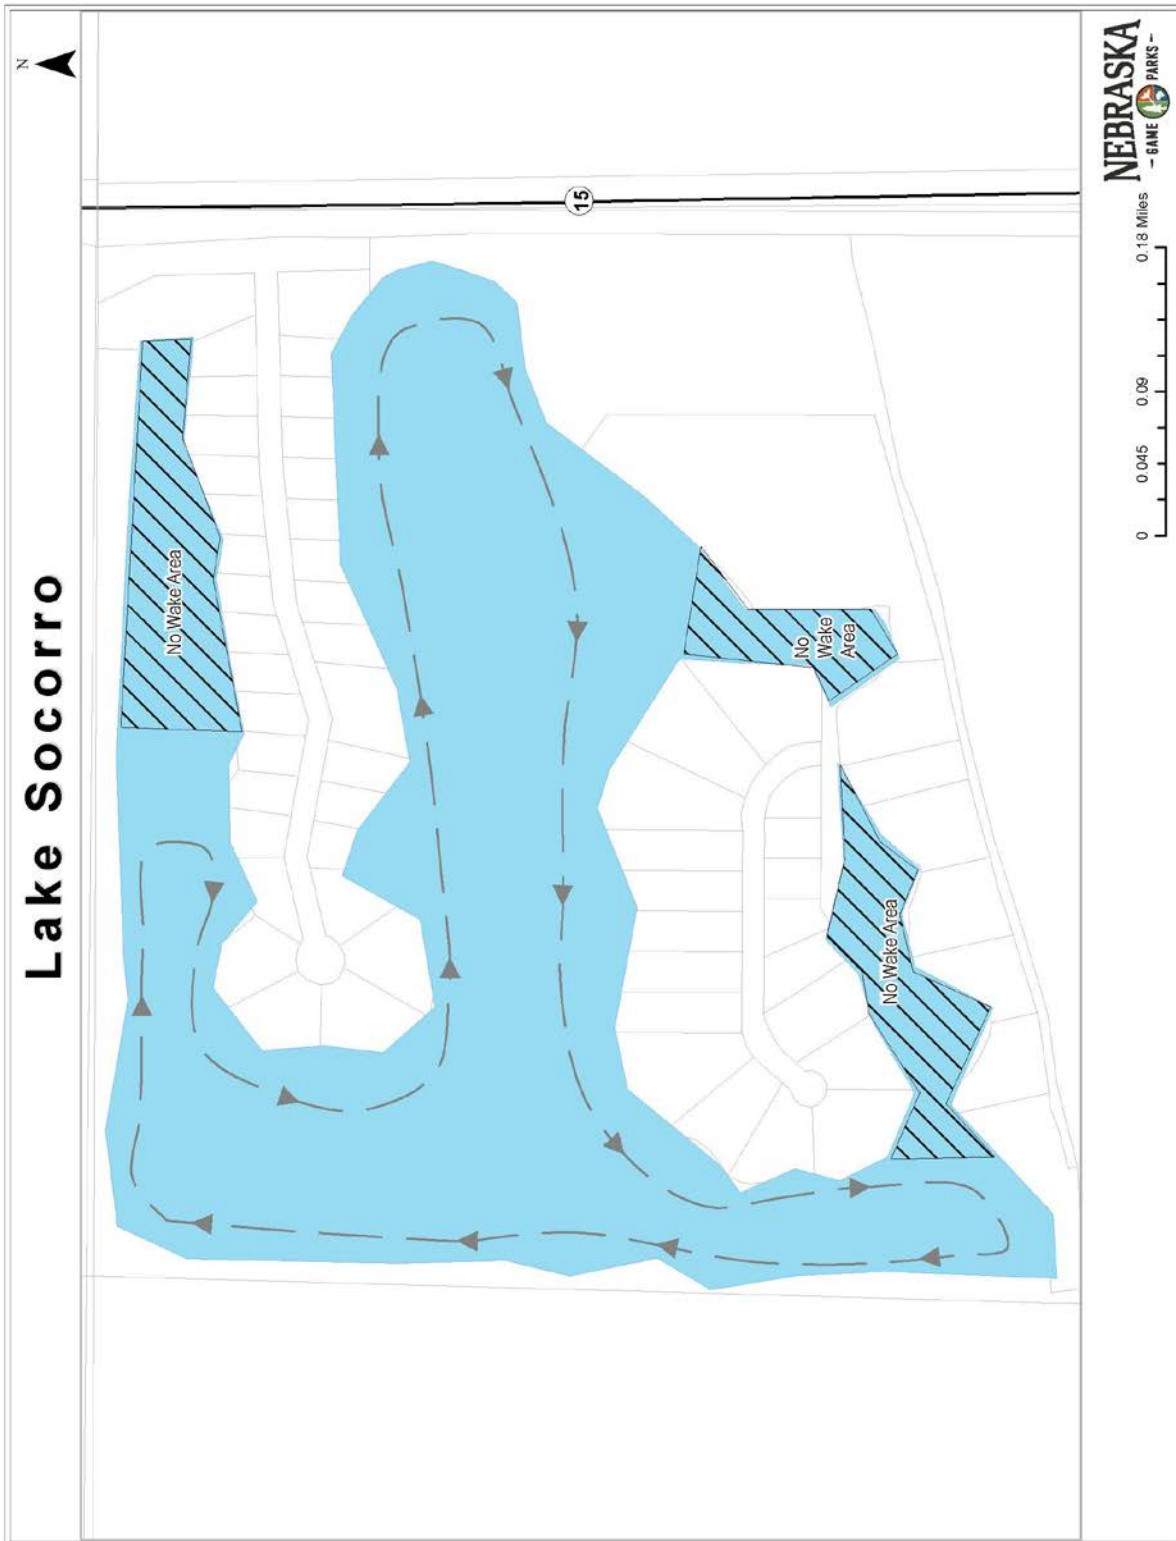 Lake Socorro
N
No Wake Area
15
No
Wake
Area
No Wake Area
0 0.045 0.09 0.18 Miles
NEBRASKA
- GAME PARKS -